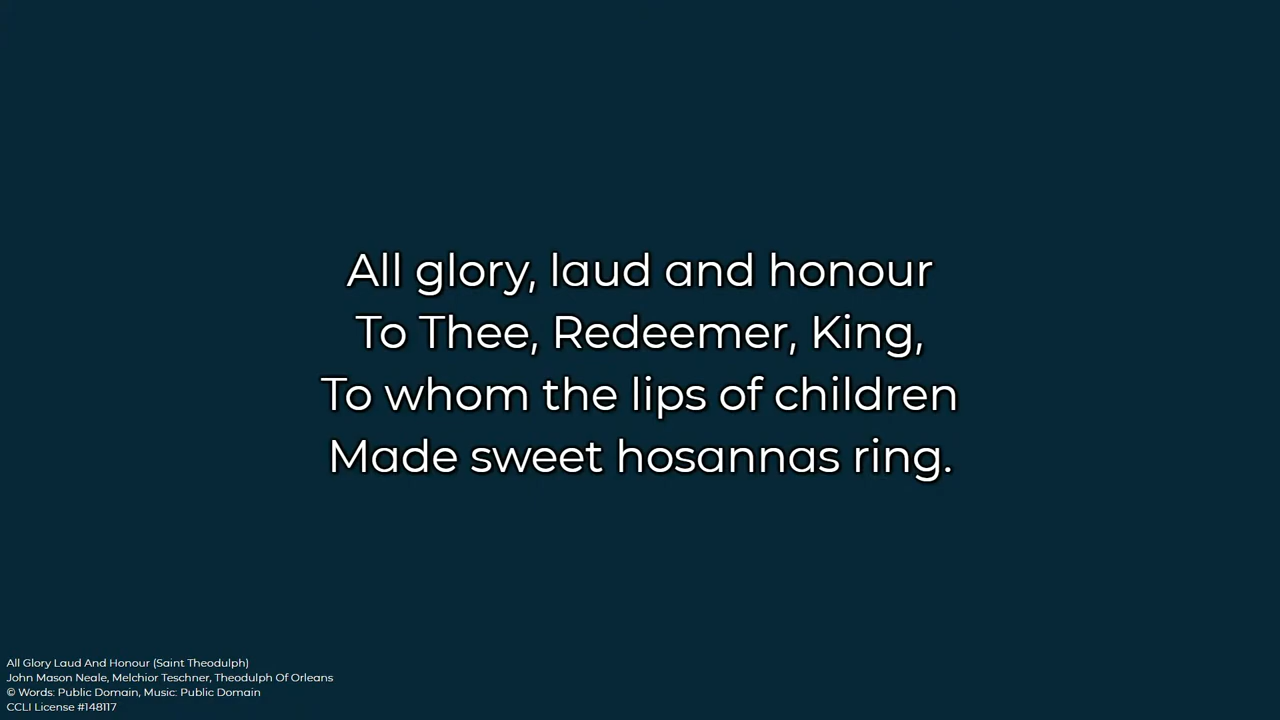 All glory, laud and honour
To Thee, Redeemer, King,
To whom the lips of children
Made sweet hosannas ring.
All Glory Laud And Honour (Saint Theodulph)
John Mason Neale, Melchior Teschner, Theodulph Of Orleans
© Words: Public Domain, Music: Public Domain
CCLI License #148117